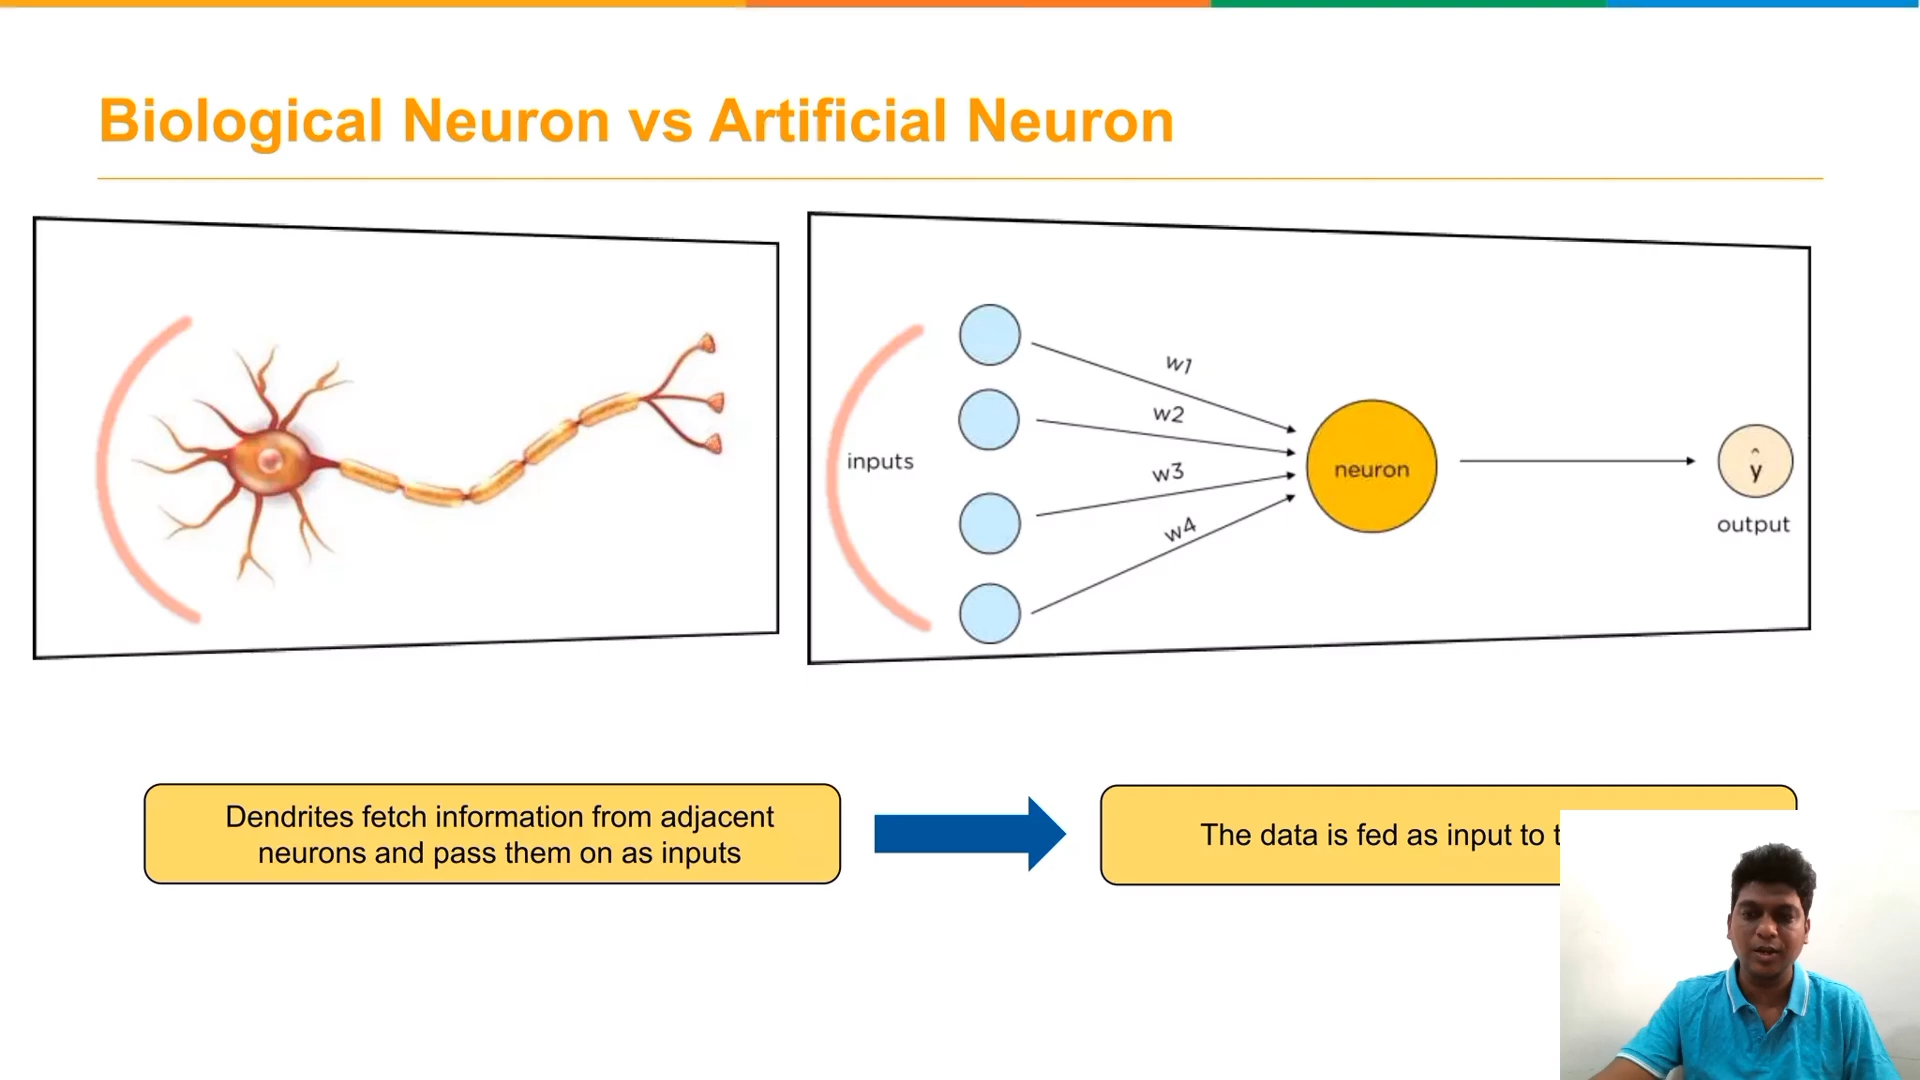 Biological Neuron vs Artificial Neuron
inputs
w1
w2
w3
w4
neuron
ŷ
output
Dendrites fetch information from adjacent
neurons and pass them on as inputs
The data is fed as input to